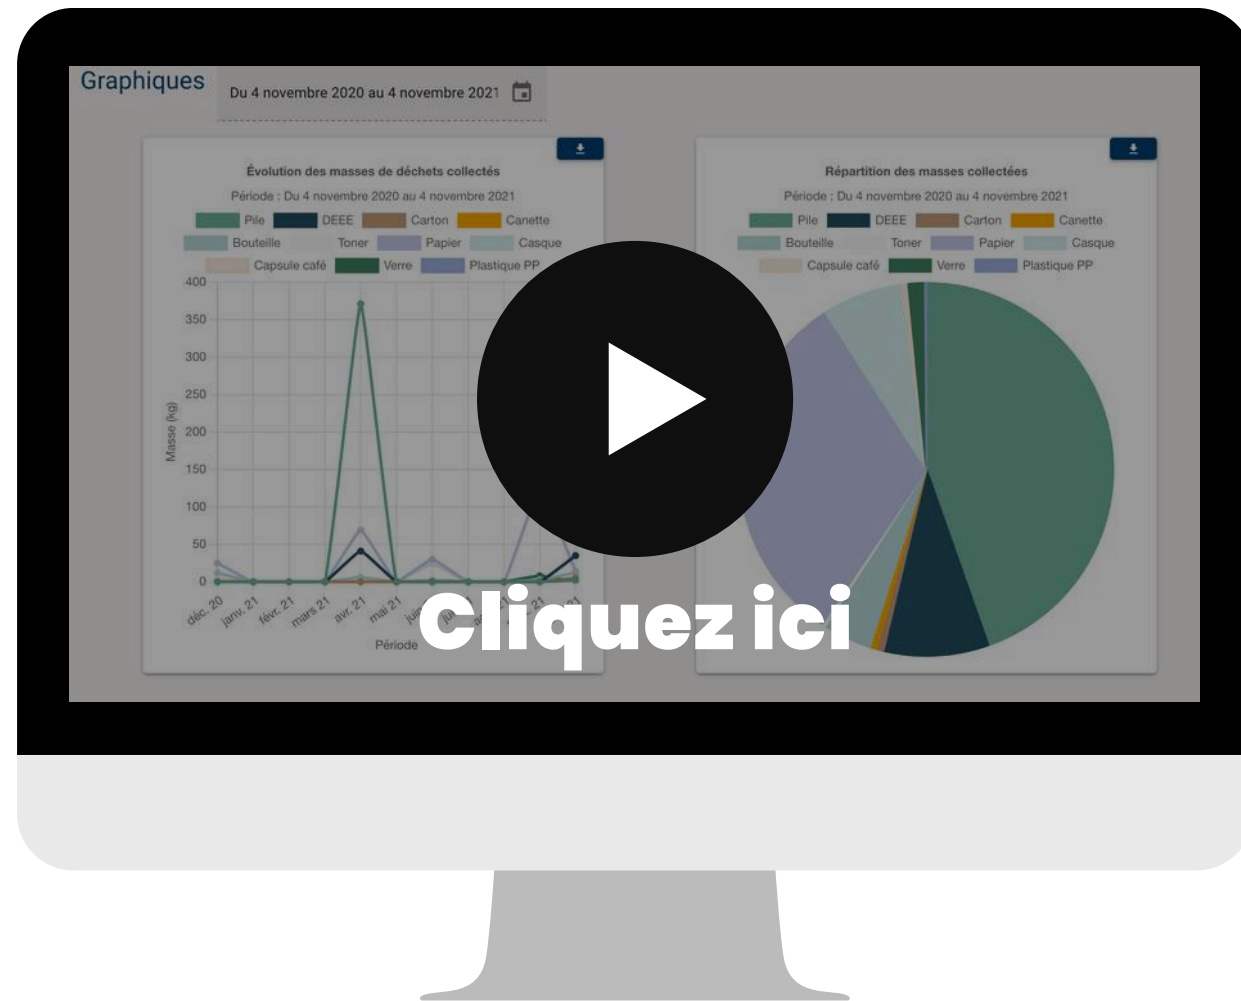 Graphiques
Du 4 novembre 2020 au 4 novembre 2021
Évolution des masses de déchets collectés
Période : Du 4 novembre 2020 au 4 novembre 2021
Pile DEEE Carton Canette
Bouteille Toner Papier Casque
Capsule café Verre Plastique PP
400
350
300
250
200
150
100
50
0
Masse (kg)
déc. 20 janv. 21 févr. 21 mars 21 avr. 21 mai 21
Période
Répartition des masses collectées
Période : Du 4 novembre 2020 au 4 novembre 2021
Pile DEEE Carton Canette
Bouteille Toner Papier Casque
Capsule café Verre Plastique PP
Cliquez ici